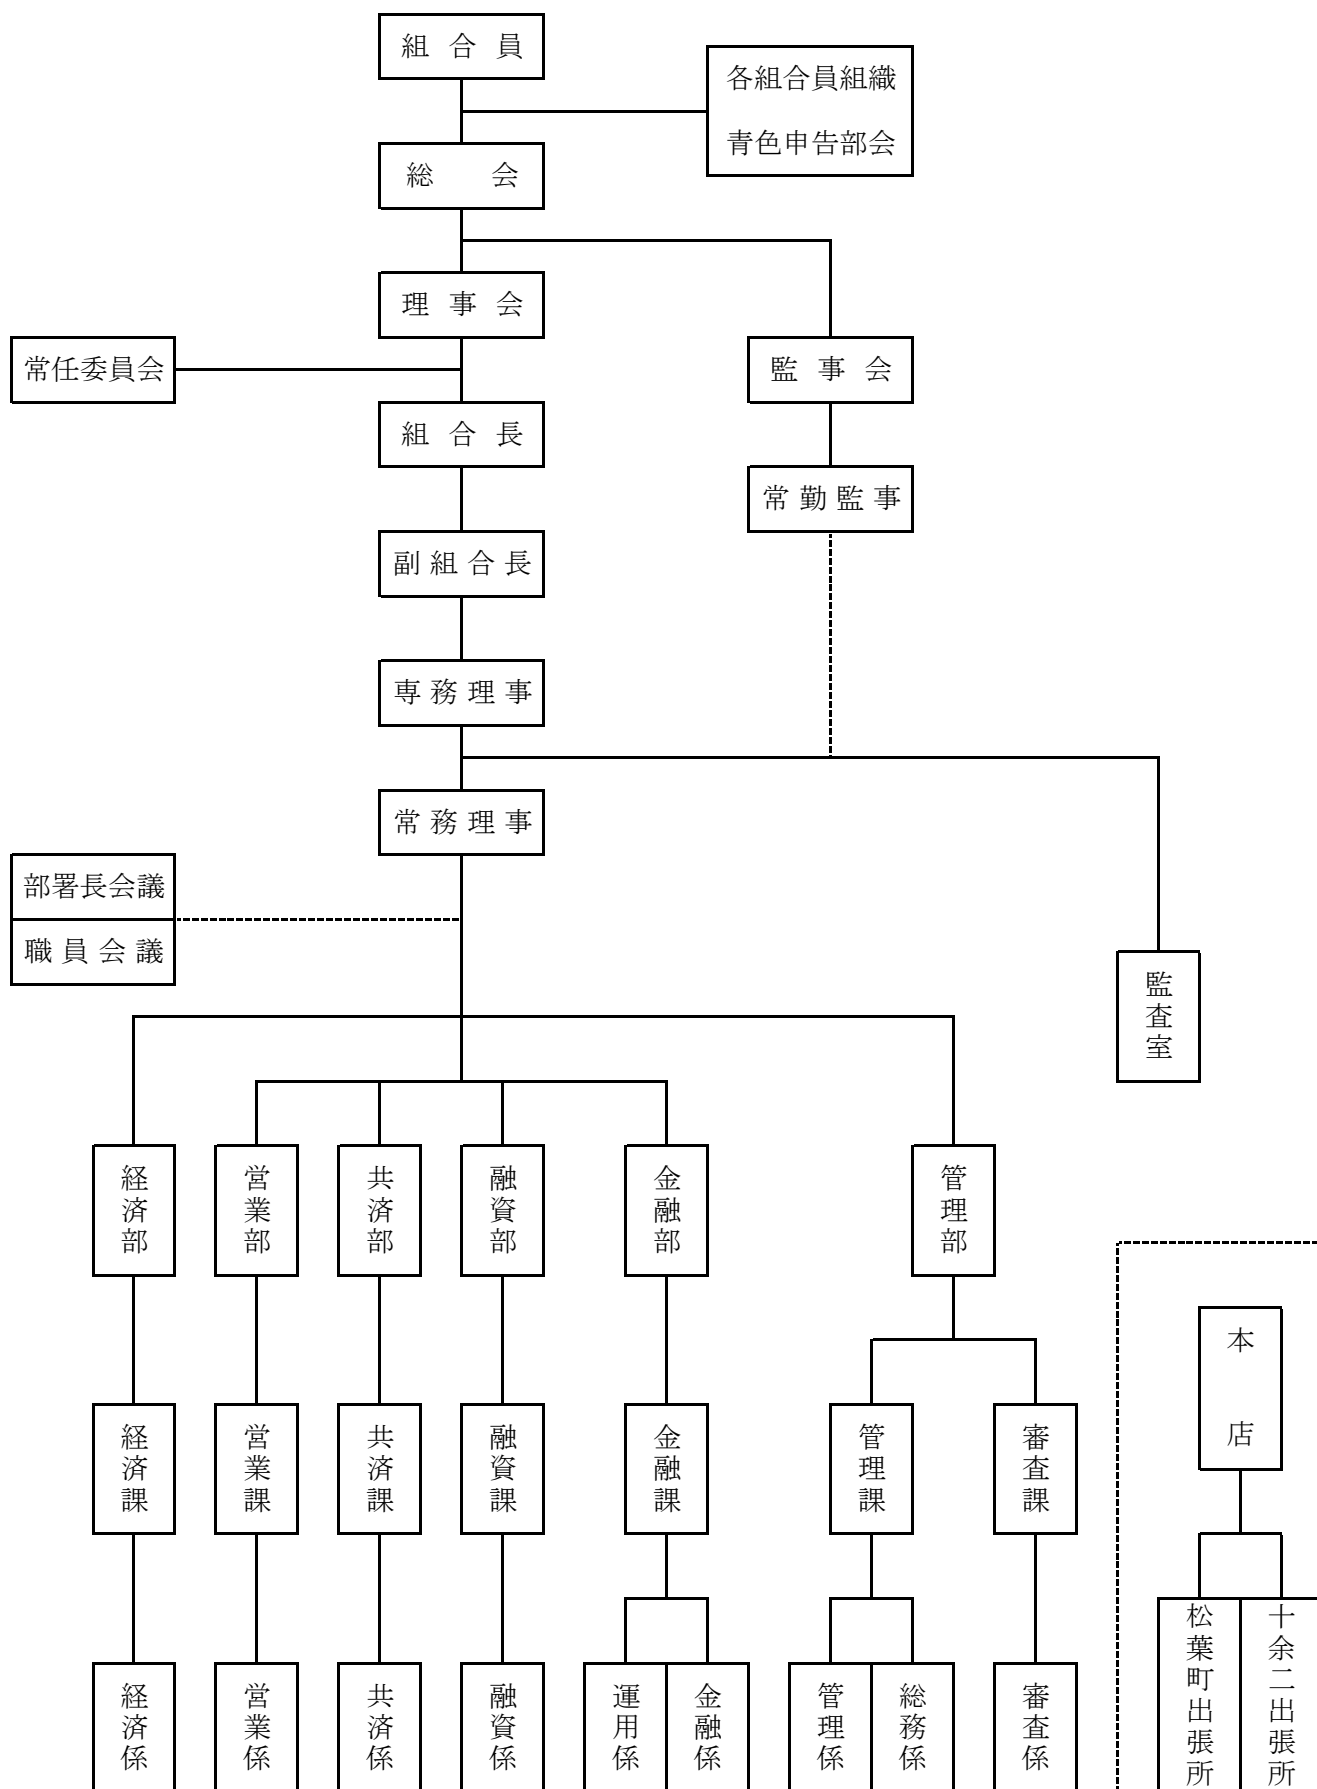 組合員
各組合員組織
青色申告部会
総会
理事会
常任委員会
監事会
組合長
常勤監事
副組合長
専務理事
常務理事
部署長会議
職員会議
監査室
経済部
営業部
共済部
融資部
金融部
管理部
本店
経済課
営業課
共済課
融資課
金融課
管理課
審査課
松葉町出張所
十余二出張所
経済係
営業係
共済係
融資係
運用係
金融係
管理係
総務係
審査係